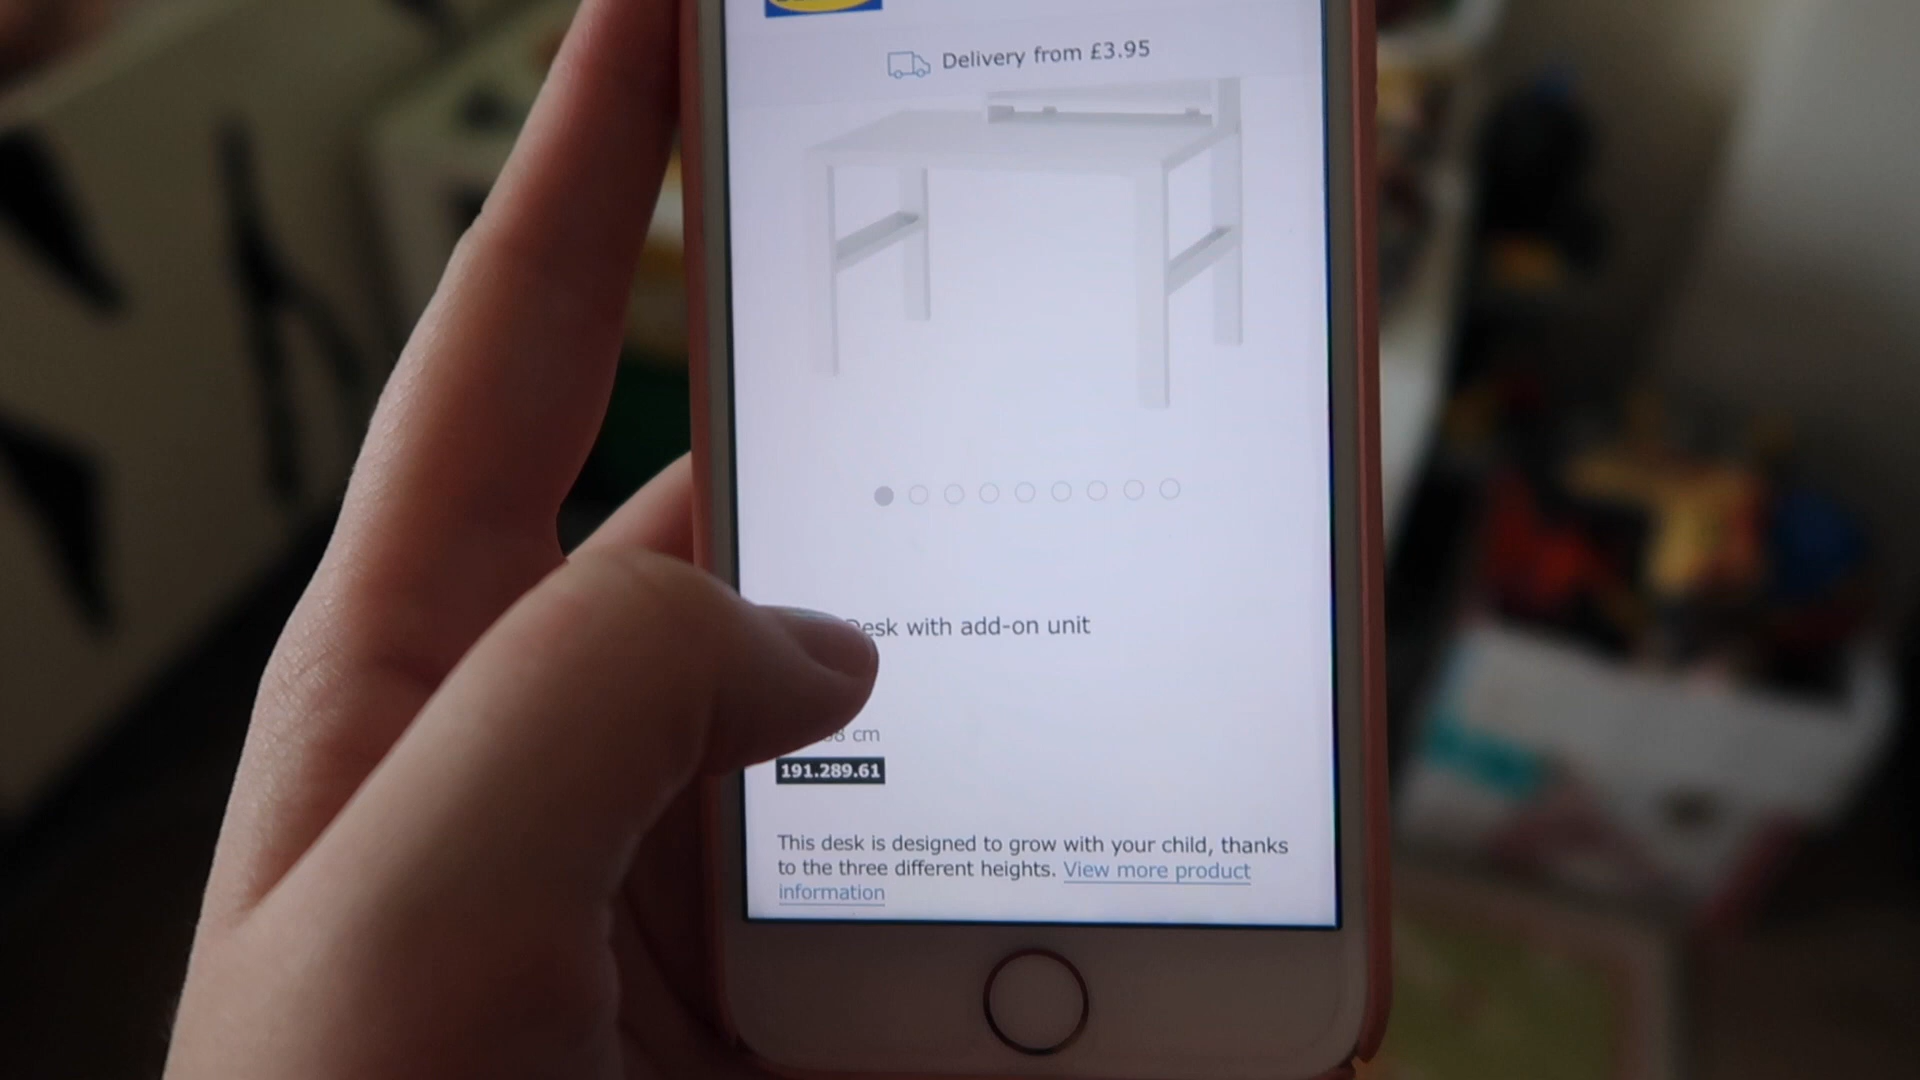 Delivery from £3.95
Desk with add-on unit
cm
191.289.61
This desk is designed to grow with your child, thanks
to the three different heights. View more product
information